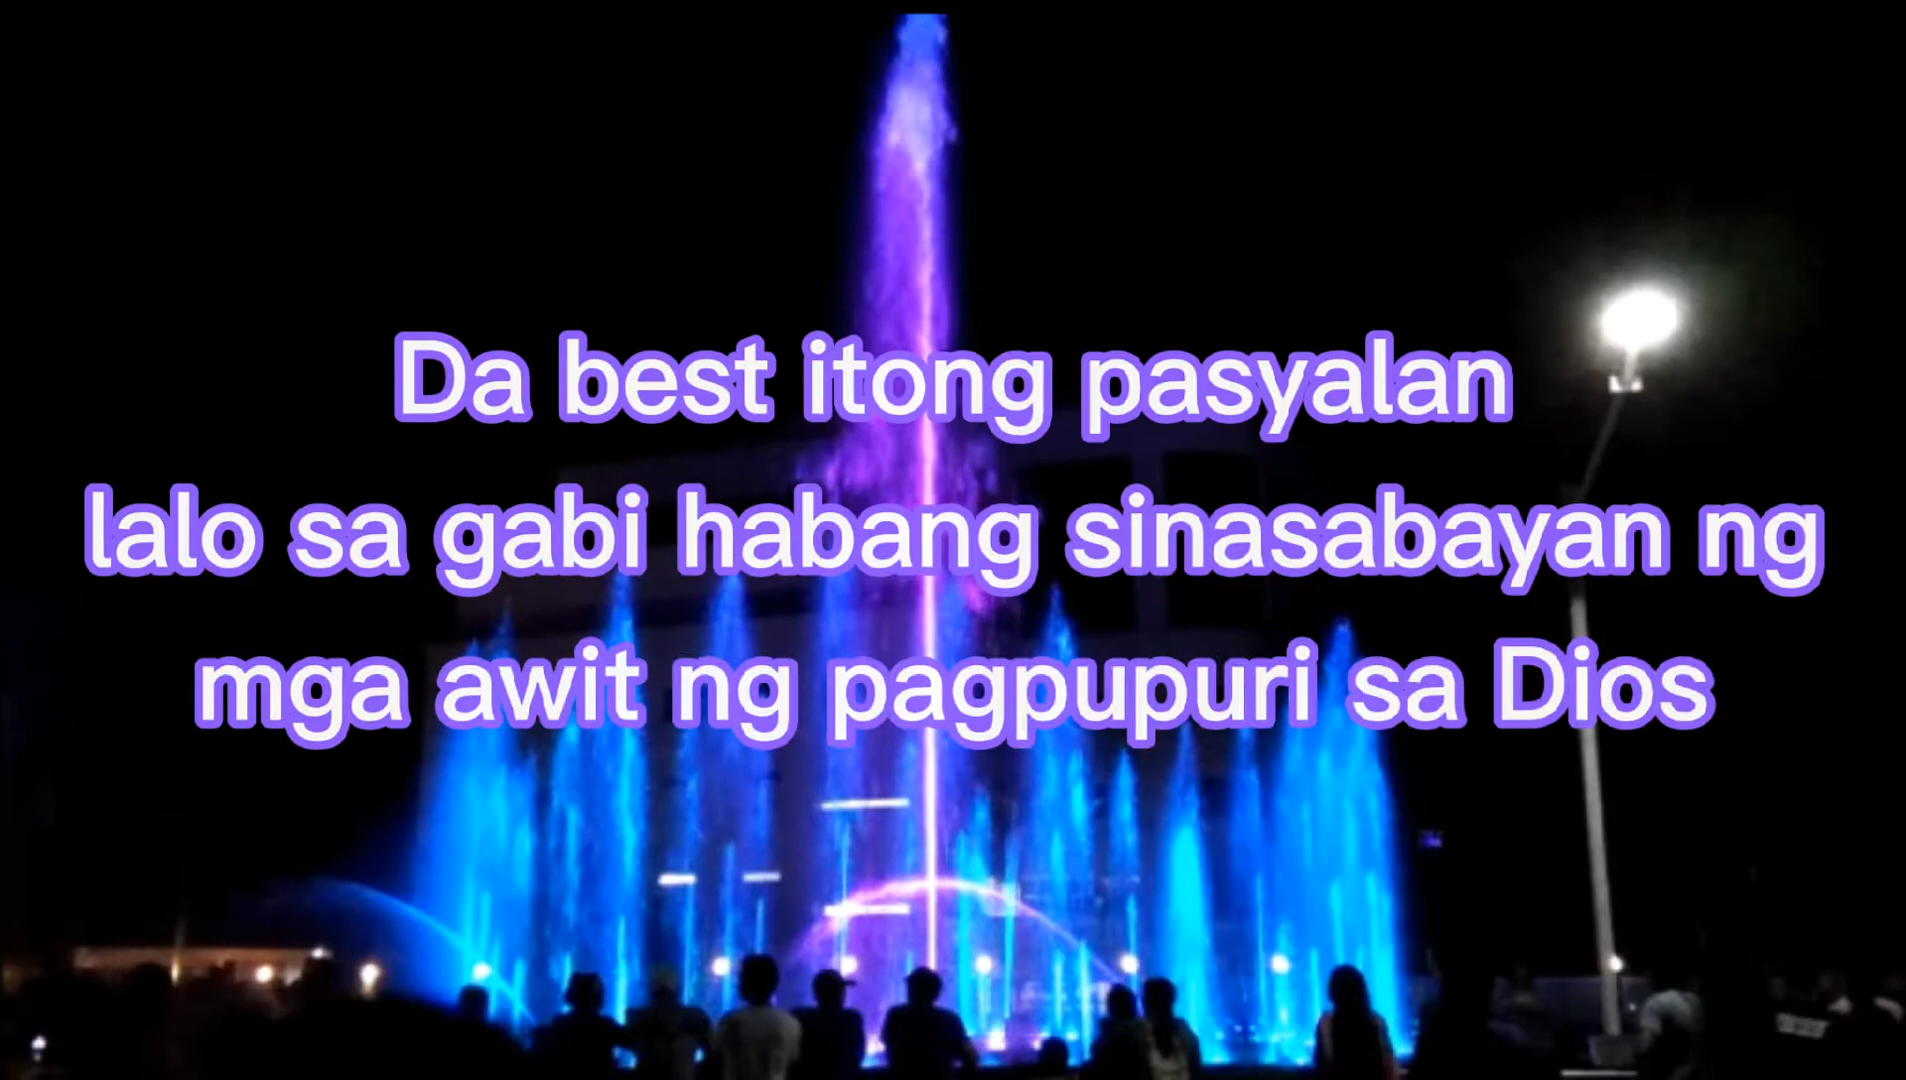 Da best itong pasyalan
lalo sa gabi habang sinasabayan ng
mga awit ng pagpupuri sa Dios